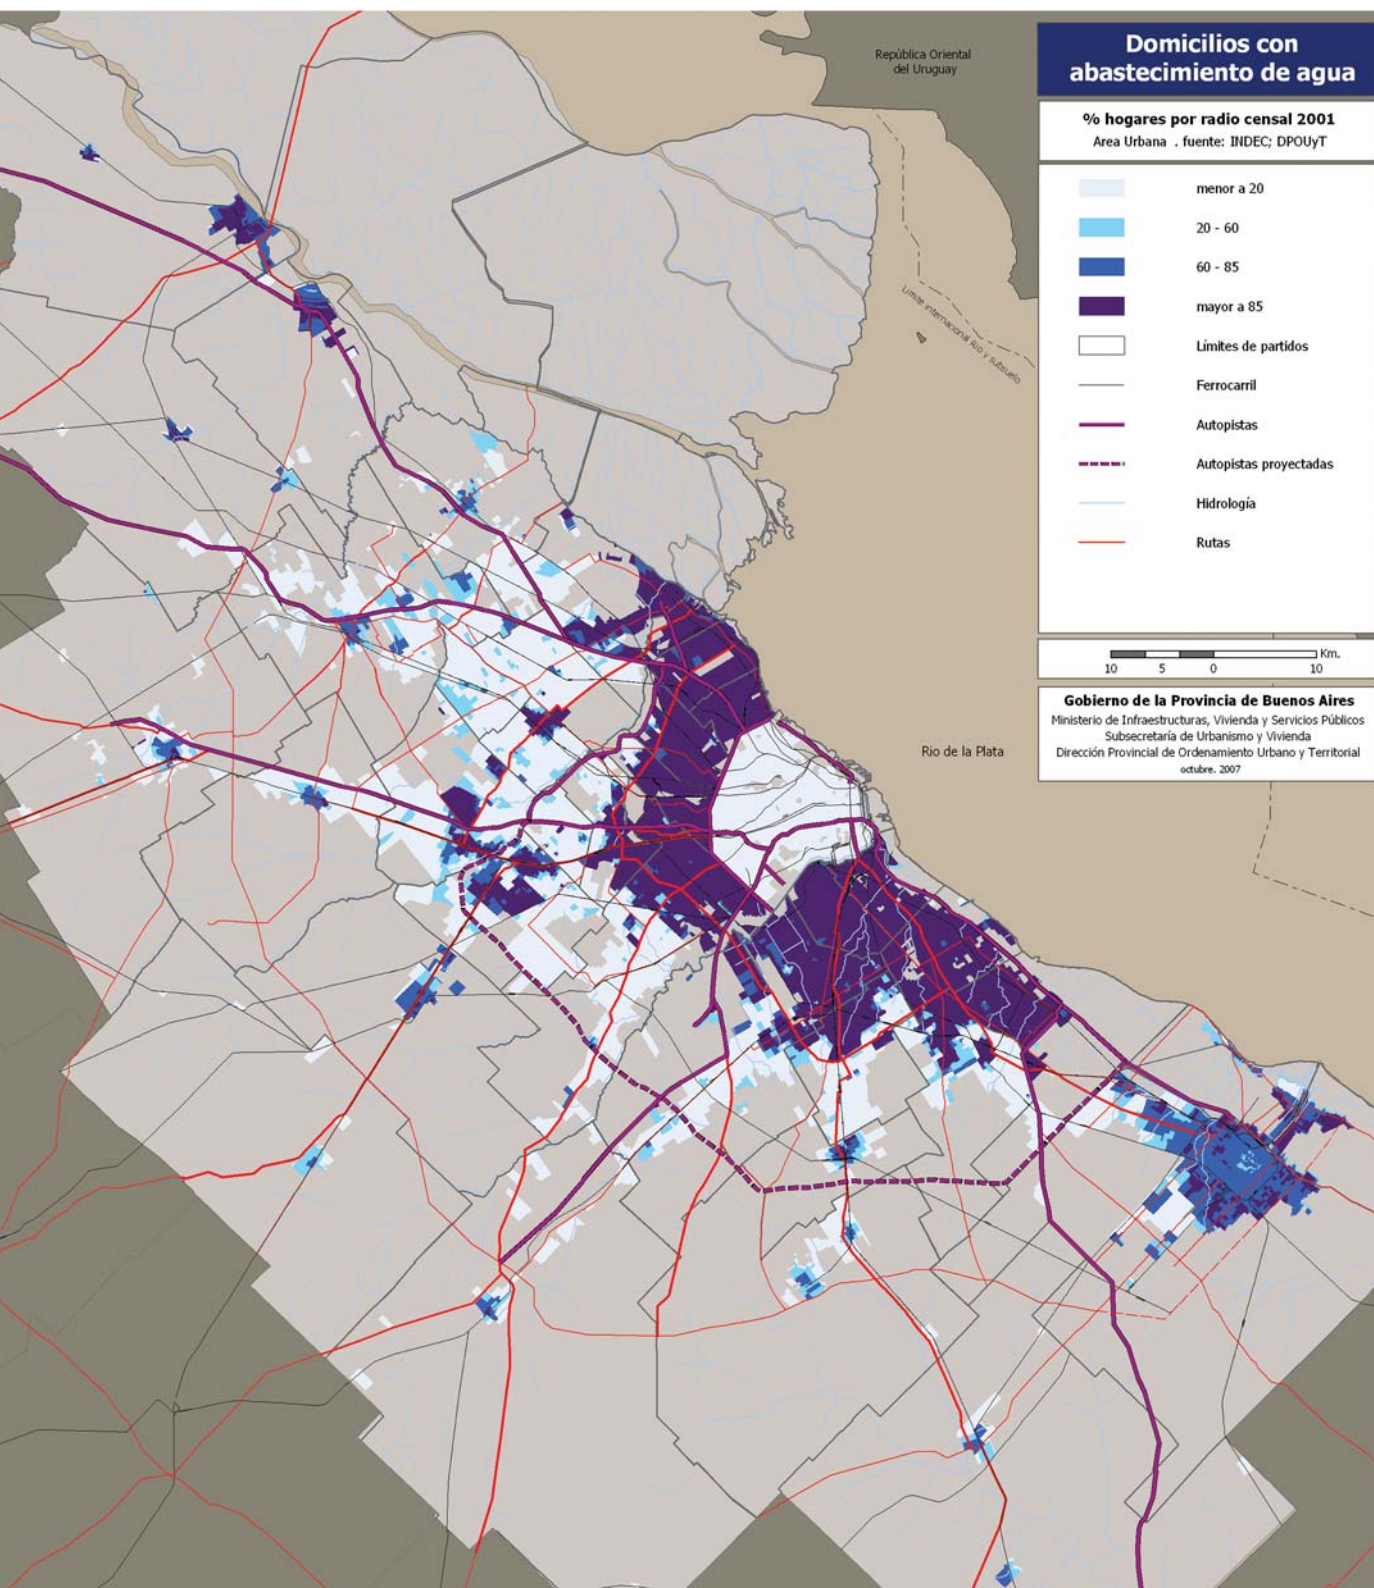 República Oriental
del Uruguay
Límite internacional Río y subsuelo
Rio de la Plata
Domicilios con
abastecimiento de agua
% hogares por radio censal 2001
Area Urbana . fuente: INDEC; DPOUyT
menor a 20
20 - 60
60 - 85
mayor a 85
Límites de partidos
Ferrocarril
Autopistas
Autopistas proyectadas
Hidrología
Rutas
10 5 0 10 Km.
Gobierno de la Provincia de Buenos Aires
Ministerio de Infraestructuras, Vivienda y Servicios Públicos
Subsecretaría de Urbanismo y Vivienda
Dirección Provincial de Ordenamiento Urbano y Territorial
octubre. 2007